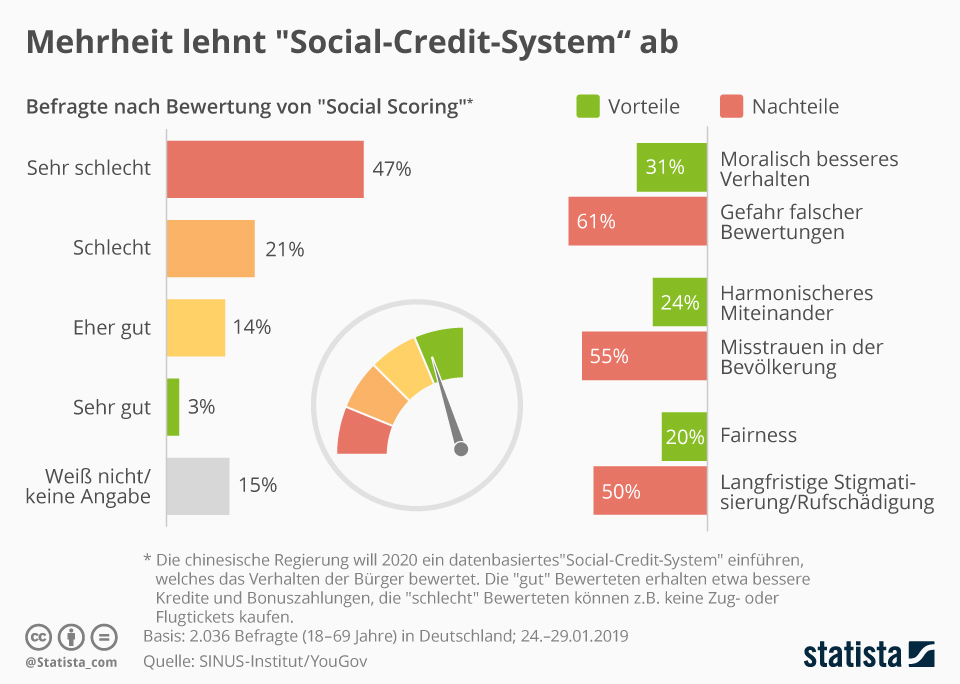 Mehrheit lehnt "Social-Credit-System“ ab
Befragte nach Bewertung von "Social Scoring"*
Sehr schlecht
47%
Schlecht
21%
Eher gut
14%
Sehr gut
3%
Weiß nicht/
keine Angabe
15%
Vorteile
Nachteile
31%
Moralisch besseres
Verhalten
61%
Gefahr falscher
Bewertungen
24%
Harmonischeres
Miteinander
55%
Misstrauen in der
Bevölkerung
20%
Fairness
50%
Langfristige Stigmati-
sierung/Rufschädigung
* Die chinesische Regierung will 2020 ein datenbasiertes"Social-Credit-System" einführen,
welches das Verhalten der Bürger bewertet. Die "gut" Bewerteten erhalten etwa bessere
Kredite und Bonuszahlungen, die "schlecht" Bewerteten können z.B. keine Zug- oder
Flugtickets kaufen.
Basis: 2.036 Befragte (18–69 Jahre) in Deutschland; 24.–29.01.2019
Quelle: SINUS-Institut/YouGov
cc
@Statista_com
statista